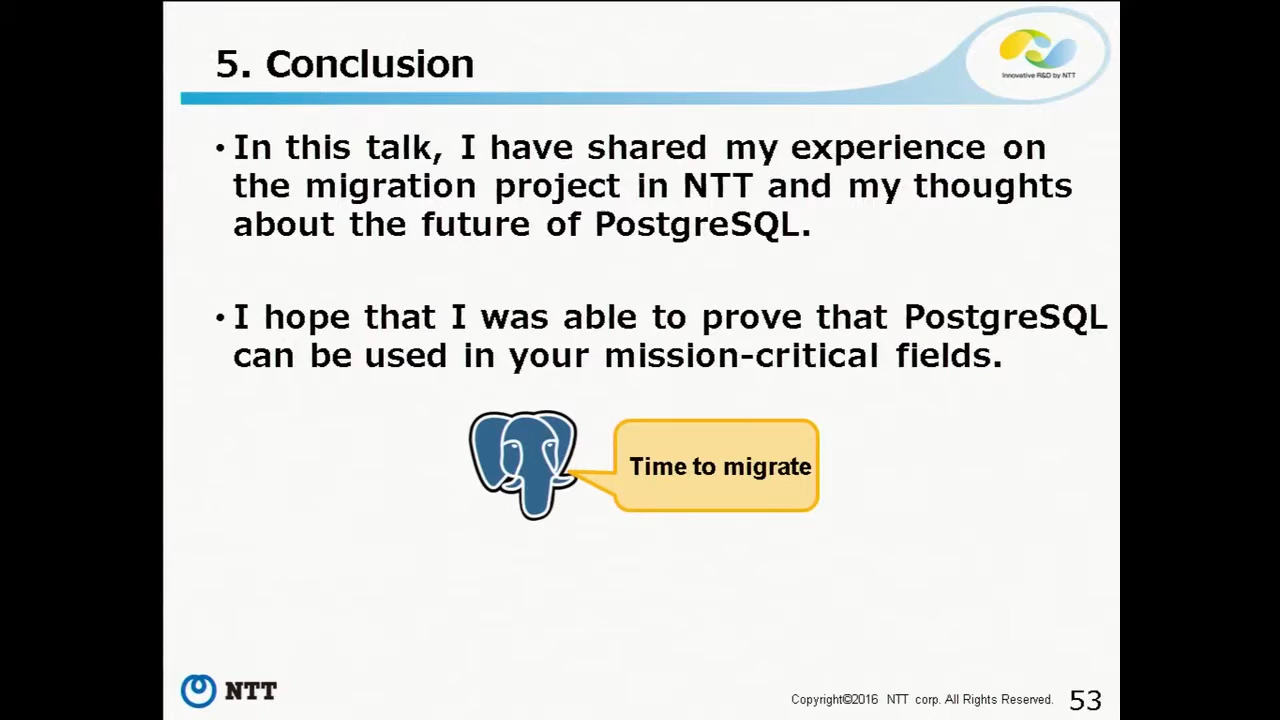 5. Conclusion
Innovative R&D by NTT
• In this talk, I have shared my experience on
the migration project in NTT and my thoughts
about the future of PostgreSQL.
• I hope that I was able to prove that PostgreSQL
can be used in your mission-critical fields.
Time to migrate
NTT
Copyright©2016 NTT corp. All Rights Reserved.
53